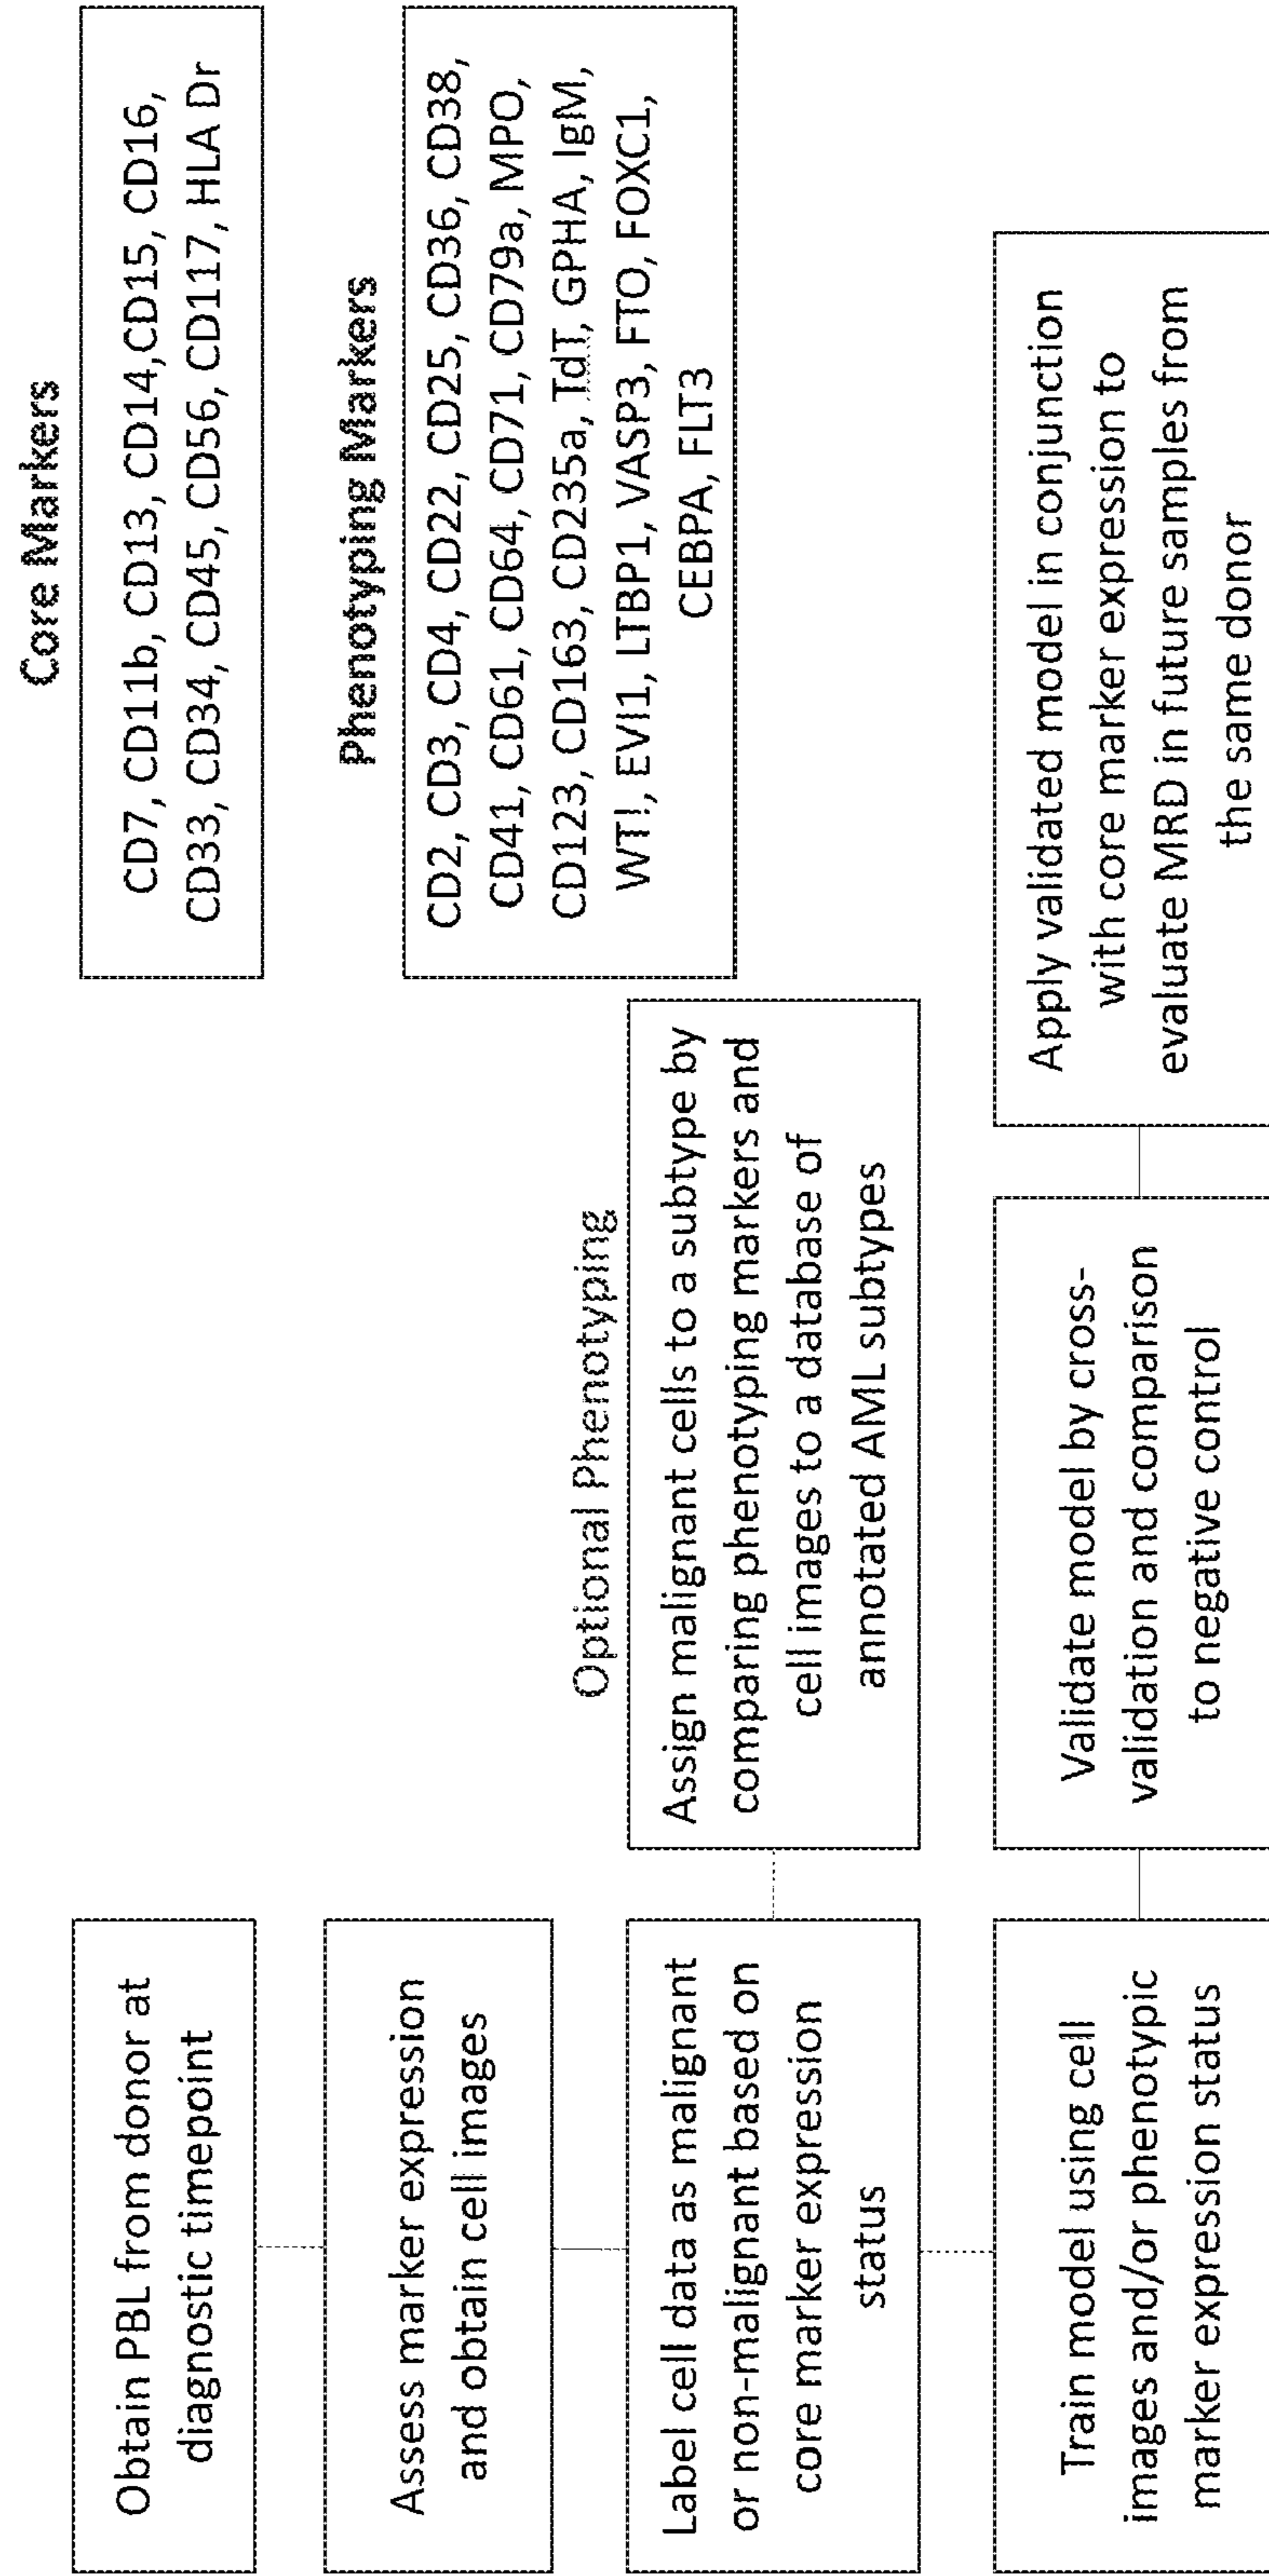 Core Markers
CD7, CD11b, CD13, CD14,CD15, CD16,
CD33, CD34, CD45, CD56, CD117, HLA Dr
Phenotyping Markers
CD2, CD3, CD4, CD22, CD25, CD36, CD38,
CD41, CD61, CD64, CD71, CD79a, MPO,
CD123, CD163, CD235a, TdT, GPHA, IgM,
WT!, EVI1, LTBP1, VASP3, FTO, FOXC1,
CEBPA, FLT3
Obtain PBL from donor at
diagnostic timepoint
Assess marker expression
and obtain cell images
Label cell data as malignant
or non-malignant based on
core marker expression
status
Optional Phenotyping
Assign malignant cells to a subtype by
comparing phenotyping markers and
cell images to a database of
annotated AML subtypes
Train model using cell
images and/or phenotypic
marker expression status
Validate model by cross-
validation and comparison
to negative control
Apply validated model in conjunction
with core marker expression to
evaluate MRD in future samples from
the same donor